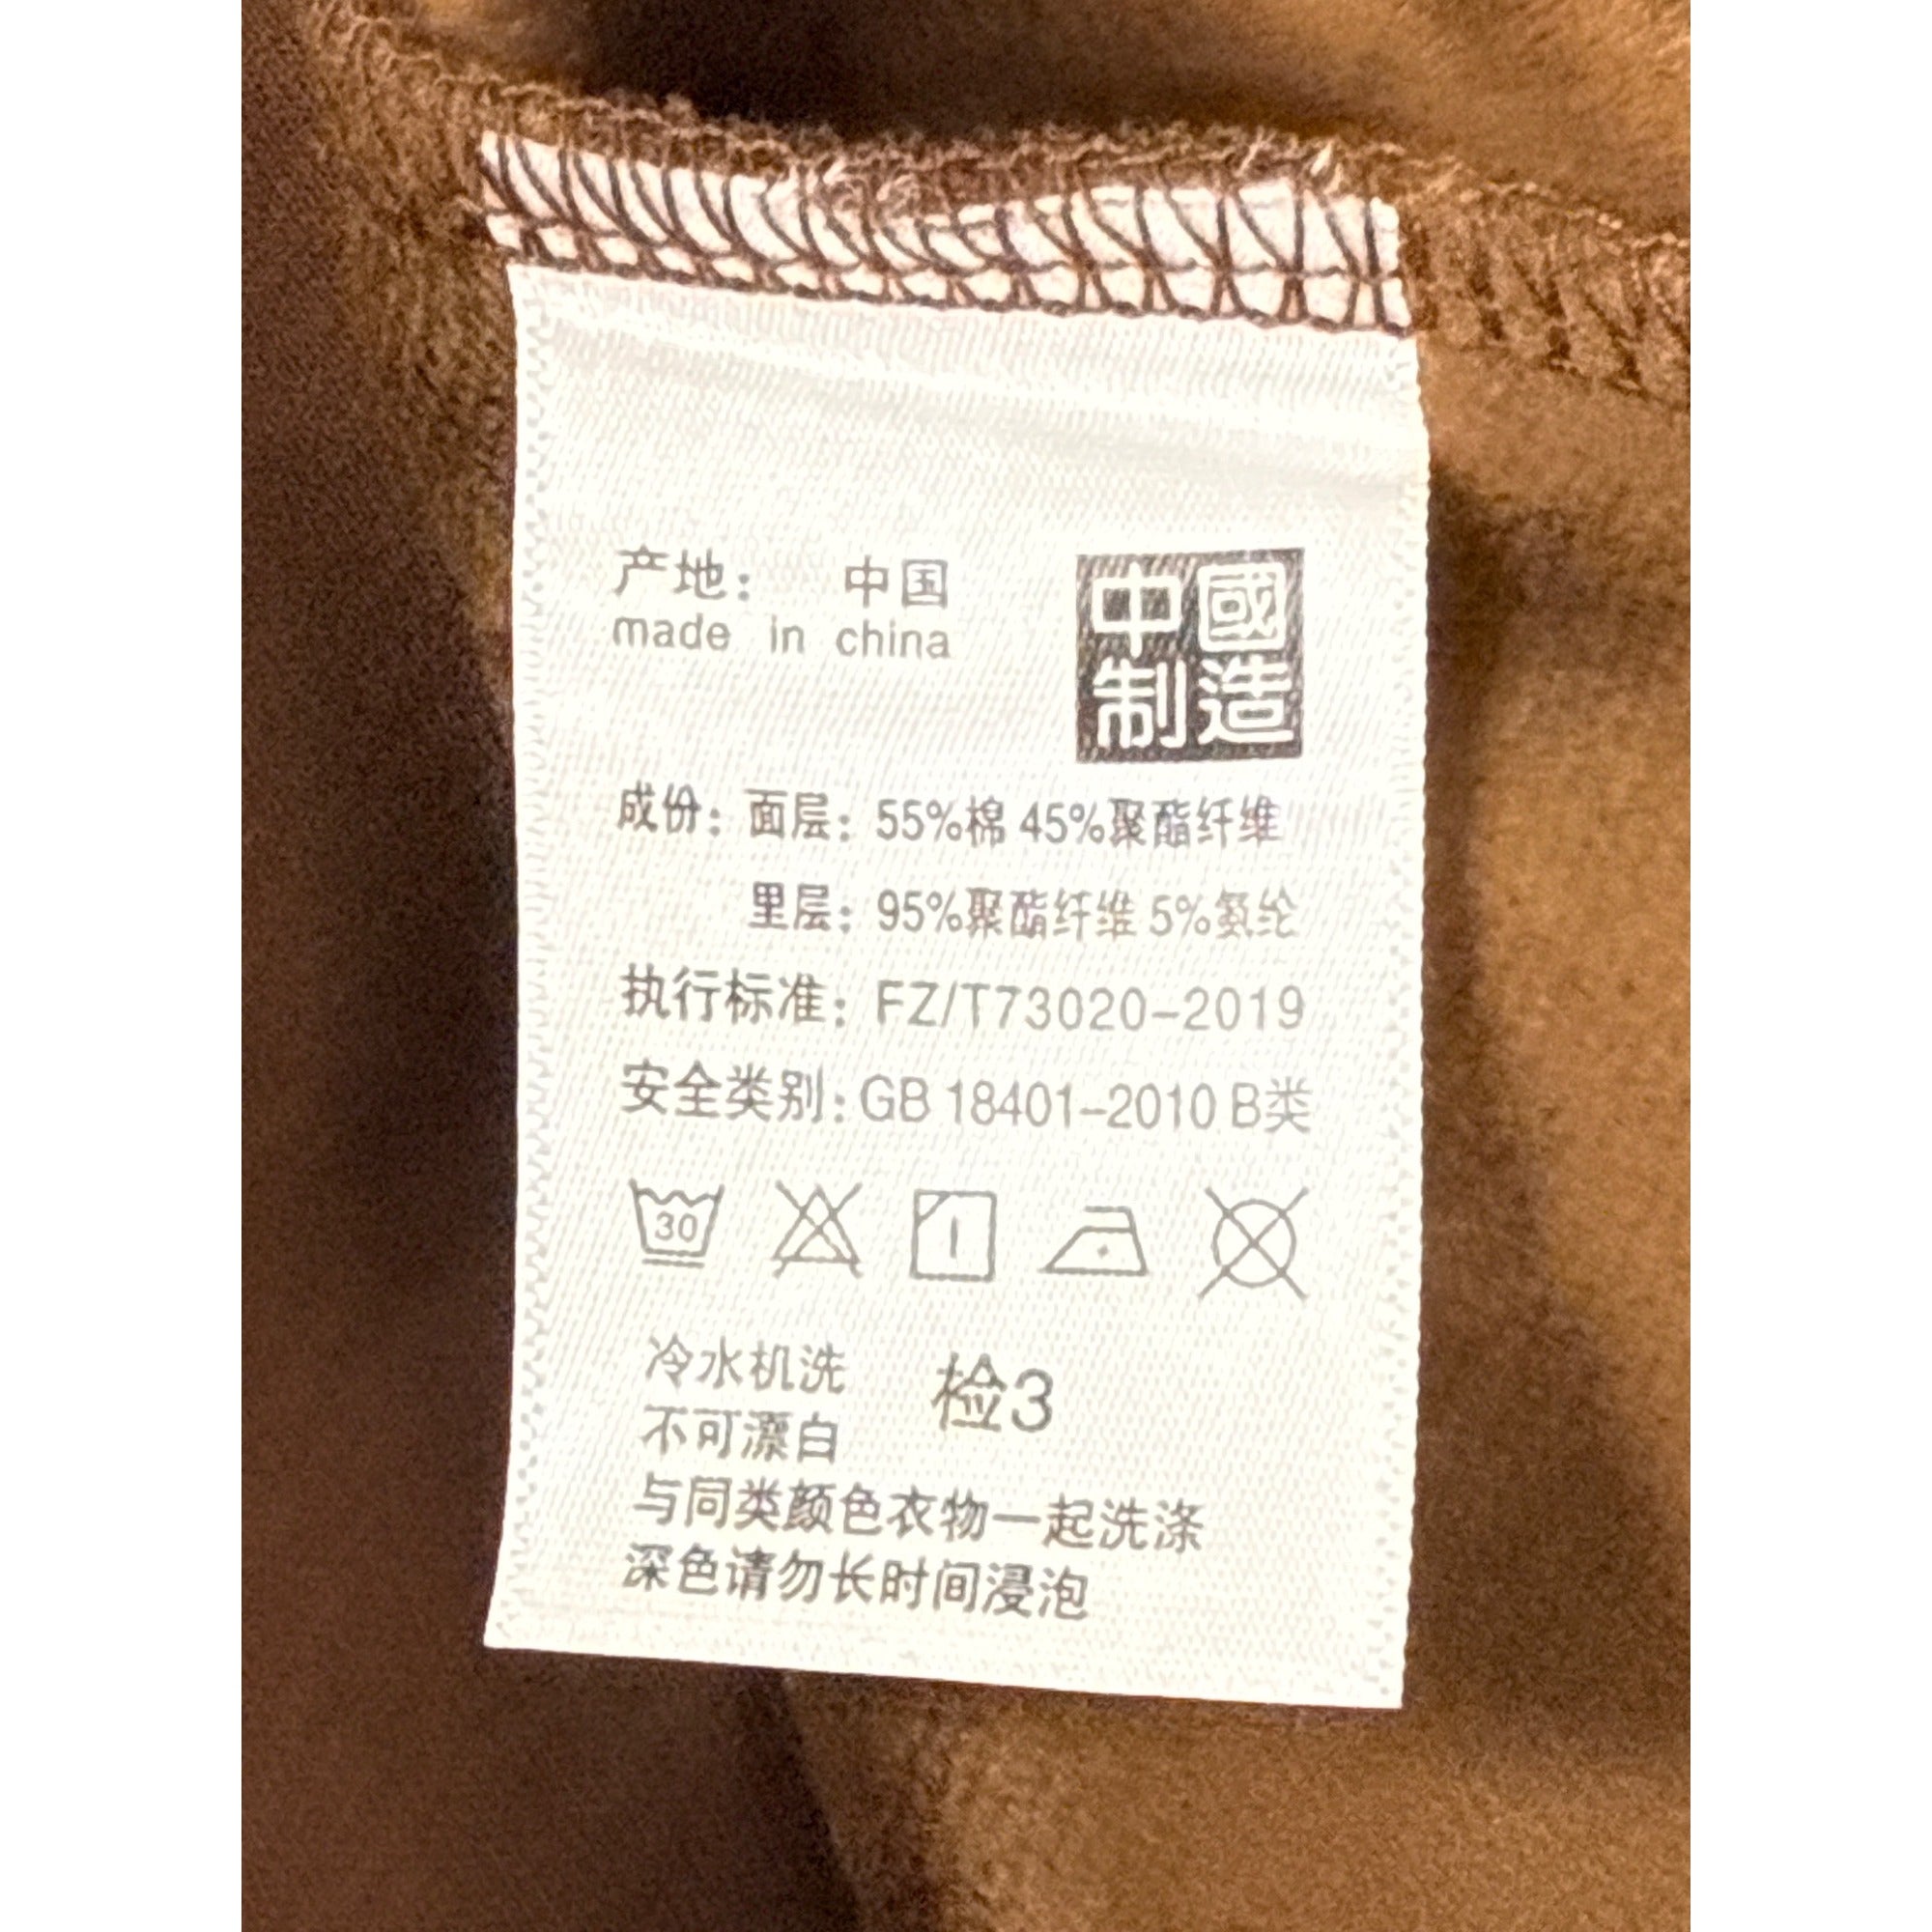 产地： 中国
made in china
中國
制造
成份：面层：55%棉 45%聚酯纤维
里层：95%聚酯纤维 5%氨纶
执行标准：FZ/T73020-2019
安全类别：GB 18401-2010 B类
30
冷水机洗 检3
不可漂白
与同类颜色衣物一起洗涤
深色请勿长时间浸泡